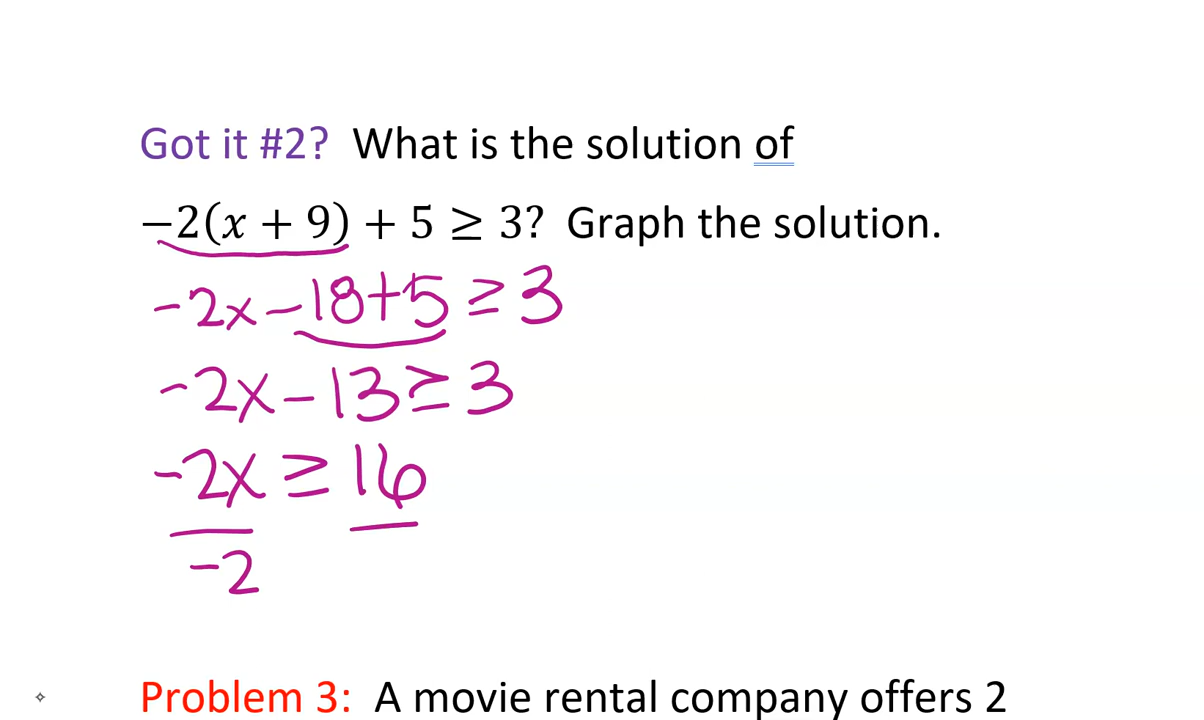 Got it #2? What is the solution of
−2(x + 9) + 5 ≥ 3? Graph the solution.
-2x - 18 + 5 ≥ 3
-2x - 13 ≥ 3
-2x ≥ 16
-2
Problem 3: A movie rental company offers 2